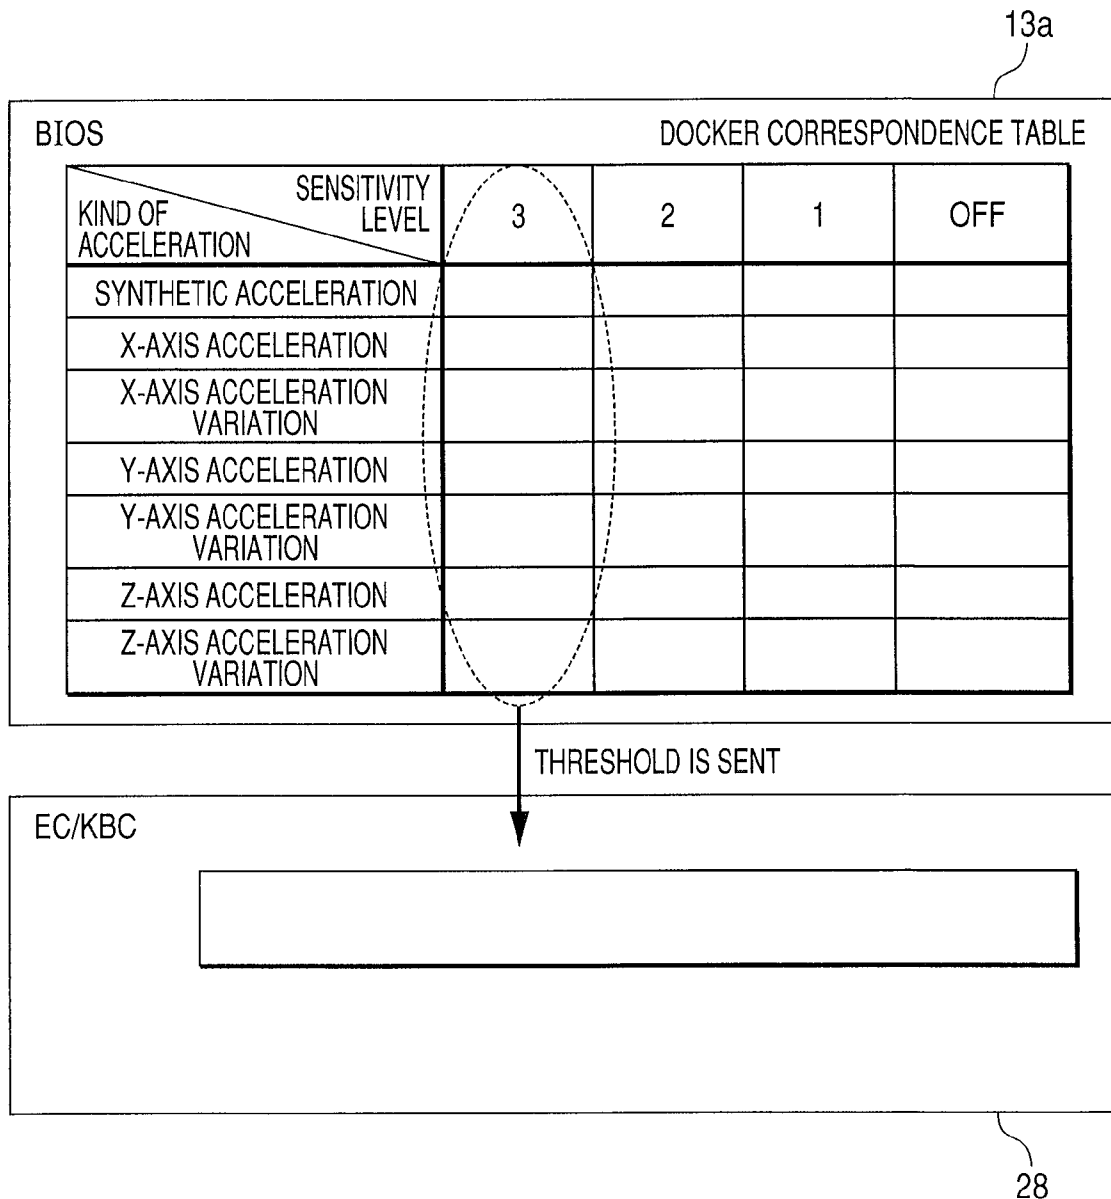 13a
BIOS
DOCKER CORRESPONDENCE TABLE
SENSITIVITY
LEVEL
KIND OF
ACCELERATION
3
2
1
OFF
SYNTHETIC ACCELERATION
X-AXIS ACCELERATION
X-AXIS ACCELERATION
VARIATION
Y-AXIS ACCELERATION
Y-AXIS ACCELERATION
VARIATION
Z-AXIS ACCELERATION
Z-AXIS ACCELERATION
VARIATION
THRESHOLD IS SENT
EC/KBC
28